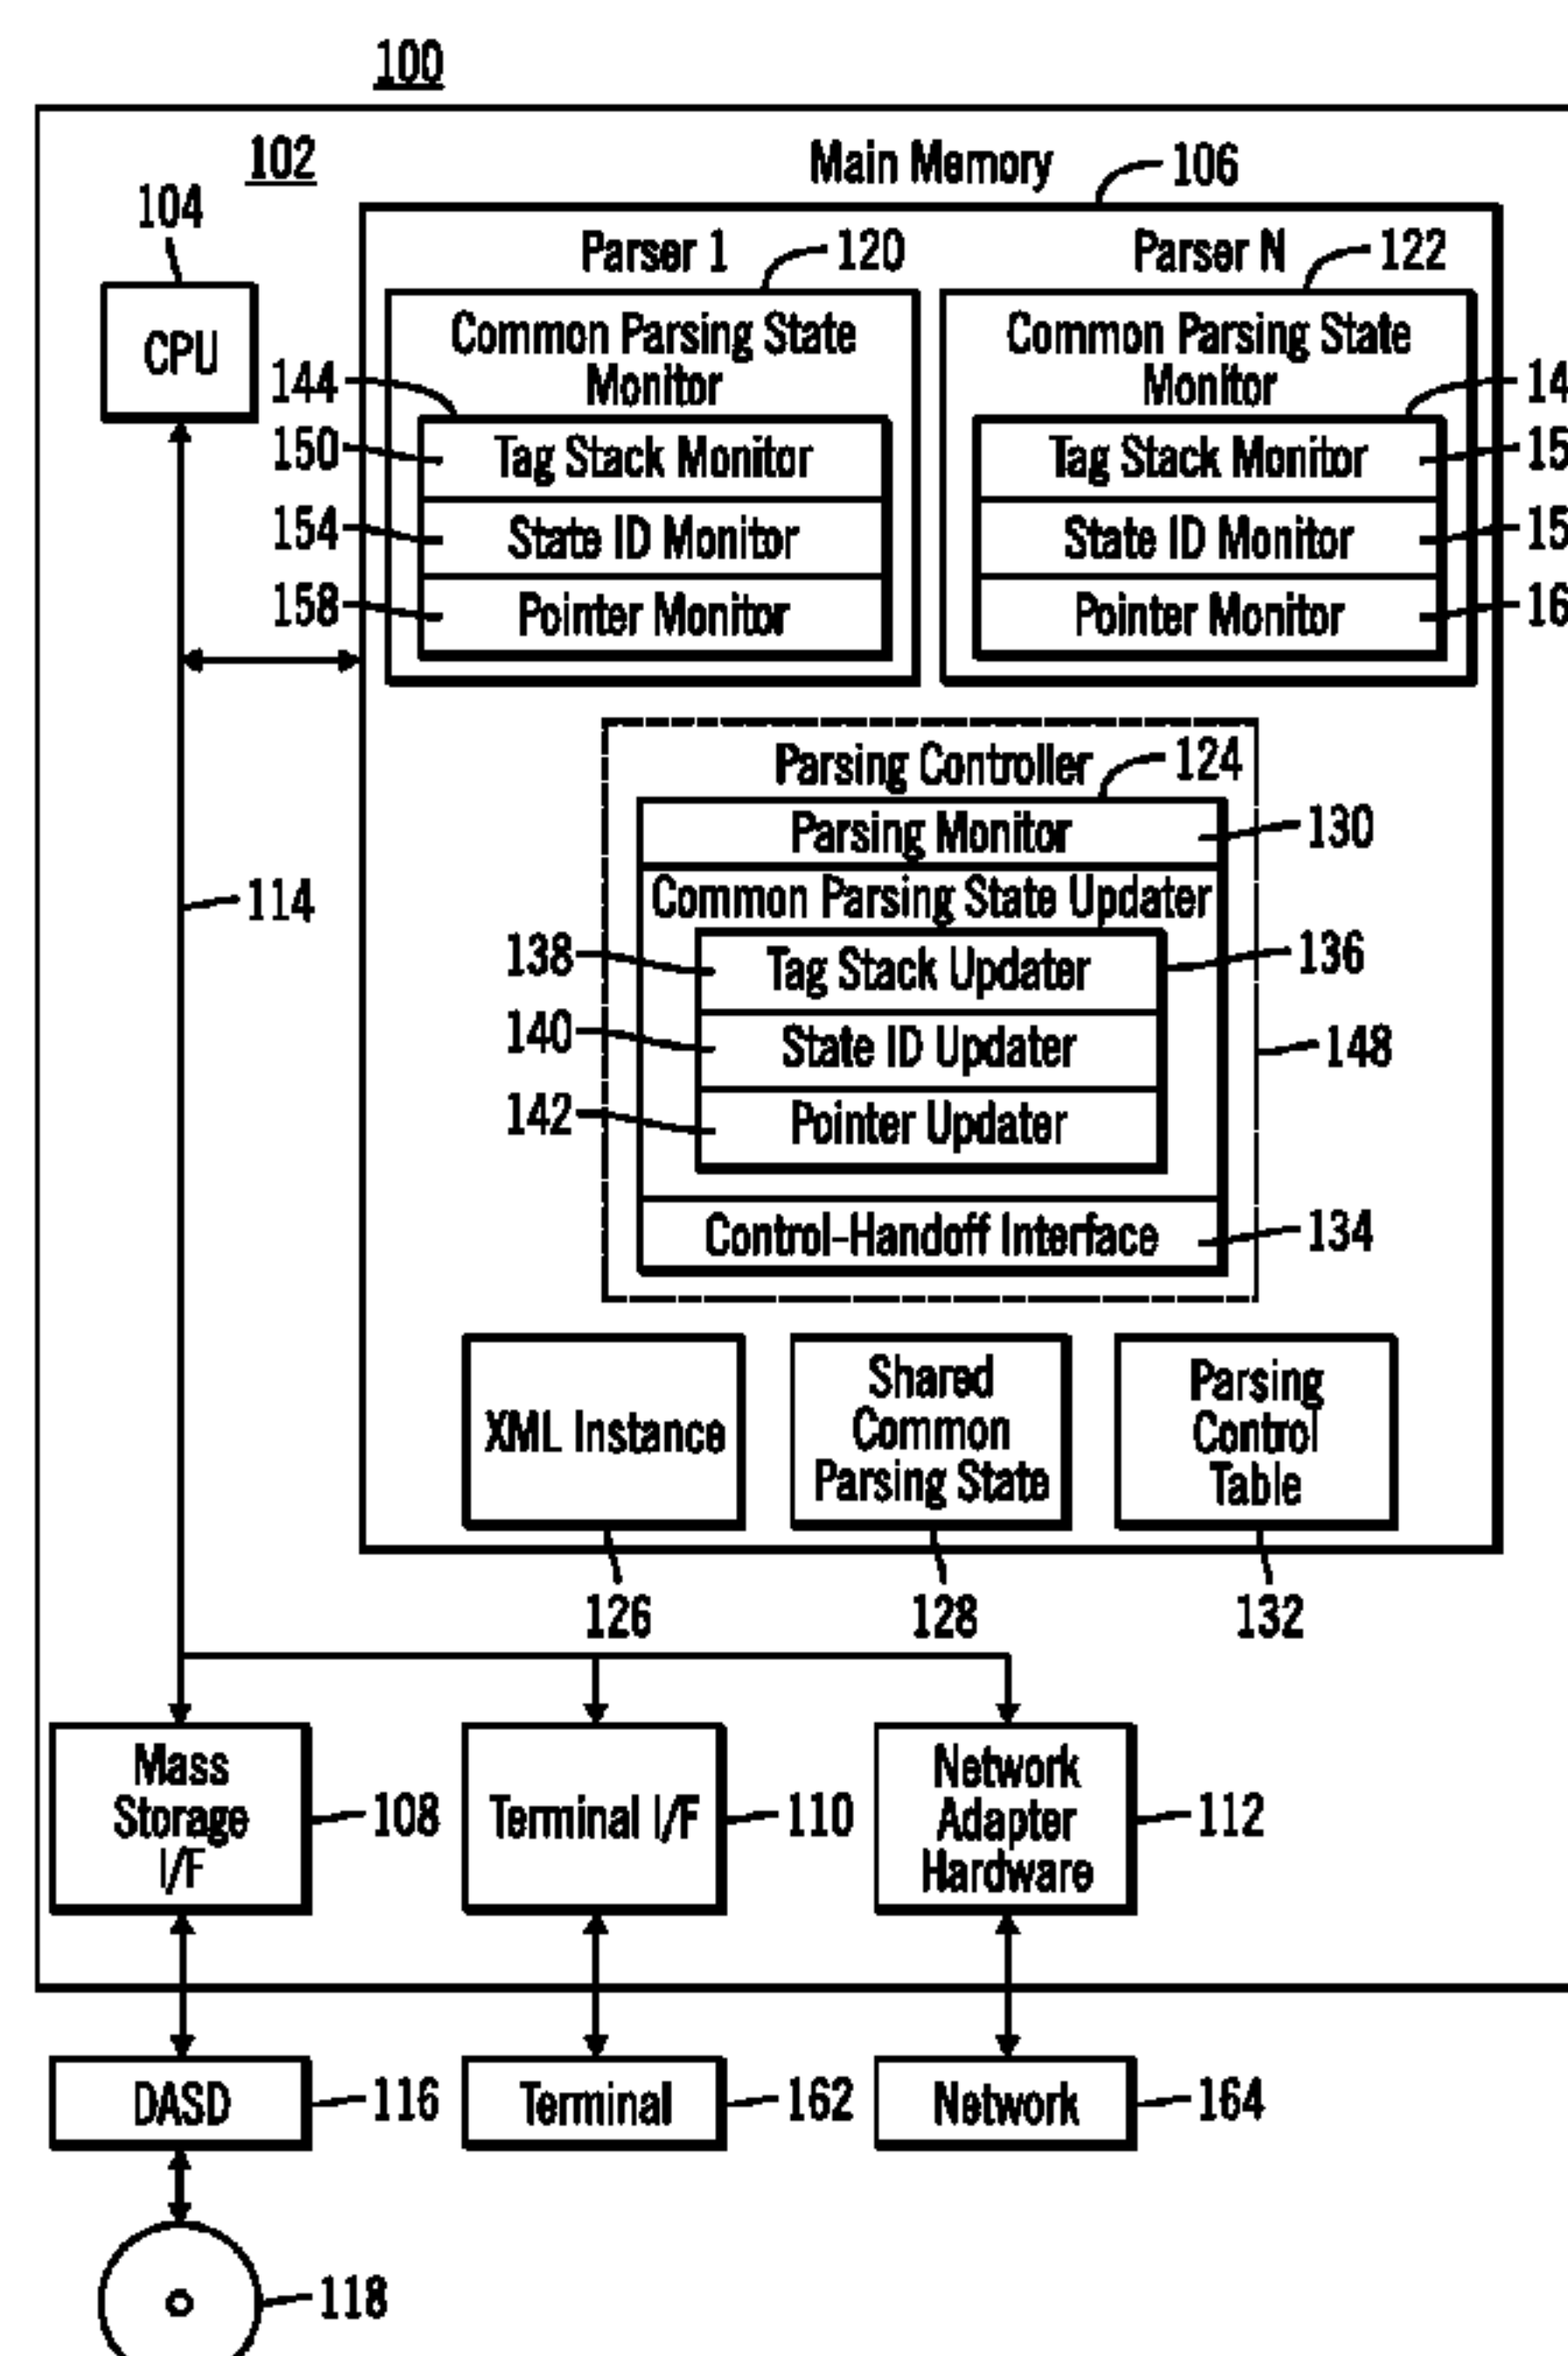 100
102
Main Memory
106
104
Parser 1
120
Parser N
122
CPU
Common Parsing State
Monitor
144
Tag Stack Monitor
150
State ID Monitor
154
Pointer Monitor
158
Common Parsing State
Monitor
14
Tag Stack Monitor
15
State ID Monitor
15
Pointer Monitor
16
114
Parsing Controller
124
Parsing Monitor
130
Common Parsing State Updater
138
Tag Stack Updater
136
140
State ID Updater
148
142
Pointer Updater
Control-Handoff Interface
134
XML Instance
Shared
Common
Parsing State
Parsing
Control
Table
126
128
132
Mass
Storage
I/F
108
Terminal I/F
110
Network
Adapter
Hardware
112
DASD
116
Terminal
162
Network
164
118